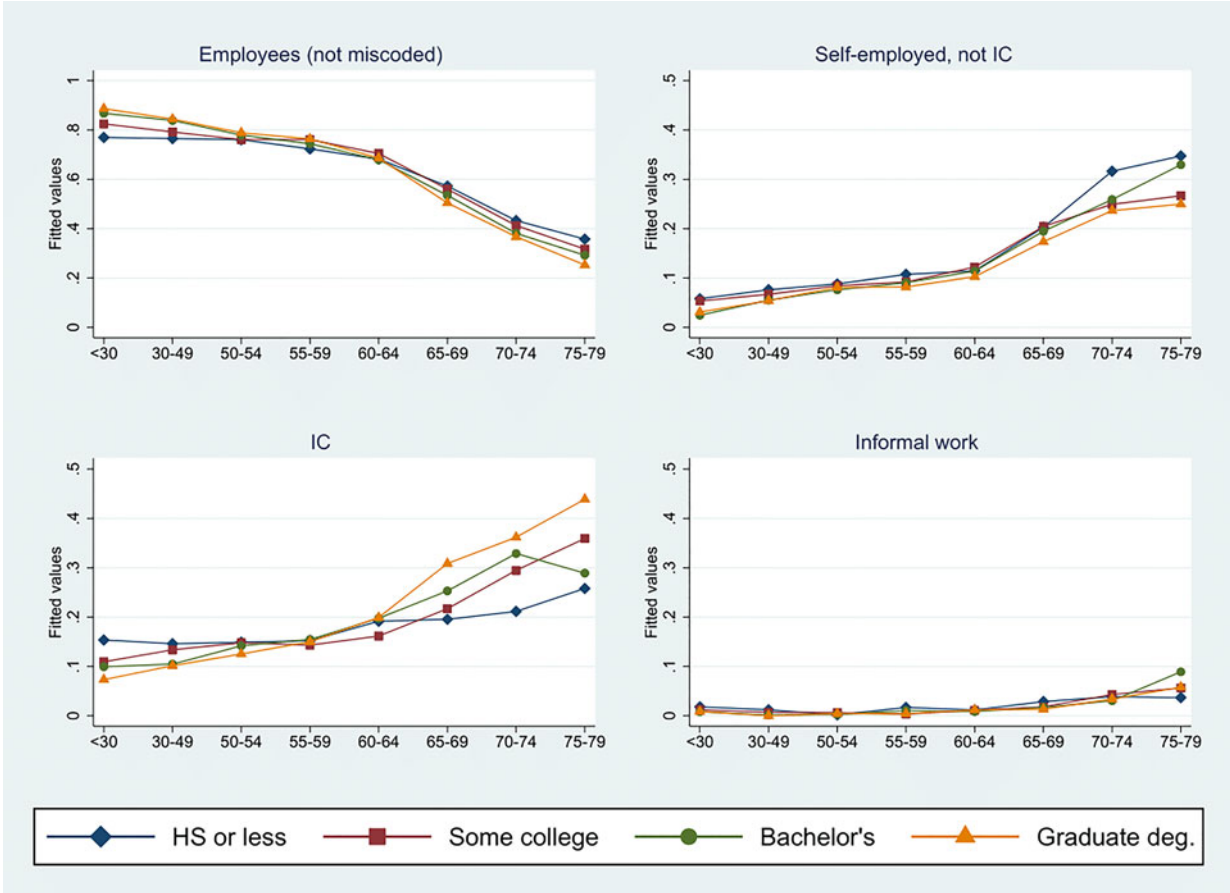 Employees (not miscoded)
Fitted values
1
.8
.6
.4
.2
0
<30 30-49 50-54 55-59 60-64 65-69 70-74 75-79
Self-employed, not IC
Fitted values
.5
.4
.3
.2
.1
0
<30 30-49 50-54 55-59 60-64 65-69 70-74 75-79
IC
Fitted values
.5
.4
.3
.2
.1
0
<30 30-49 50-54 55-59 60-64 65-69 70-74 75-79
Informal work
Fitted values
.5
.4
.3
.2
.1
0
<30 30-49 50-54 55-59 60-64 65-69 70-74 75-79
HS or less Some college Bachelor's Graduate deg.